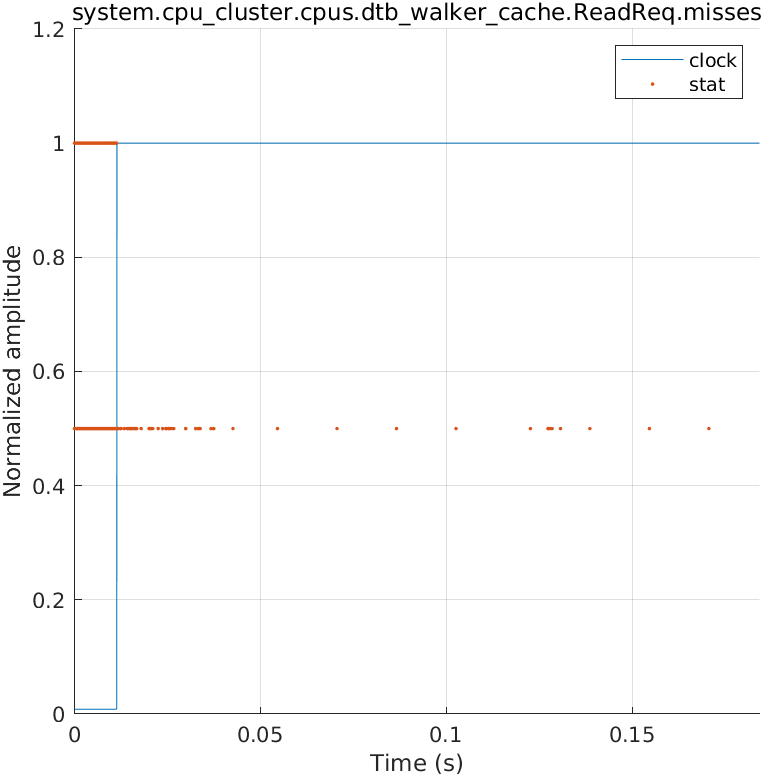 system.cpu_cluster.cpus.dtb_walker_cache.ReadReq.misses
1.2
clock
stat
1
0.8
0.6
0.4
0.2
0
Normalized amplitude
0 0.05 0.1 0.15
Time (s)